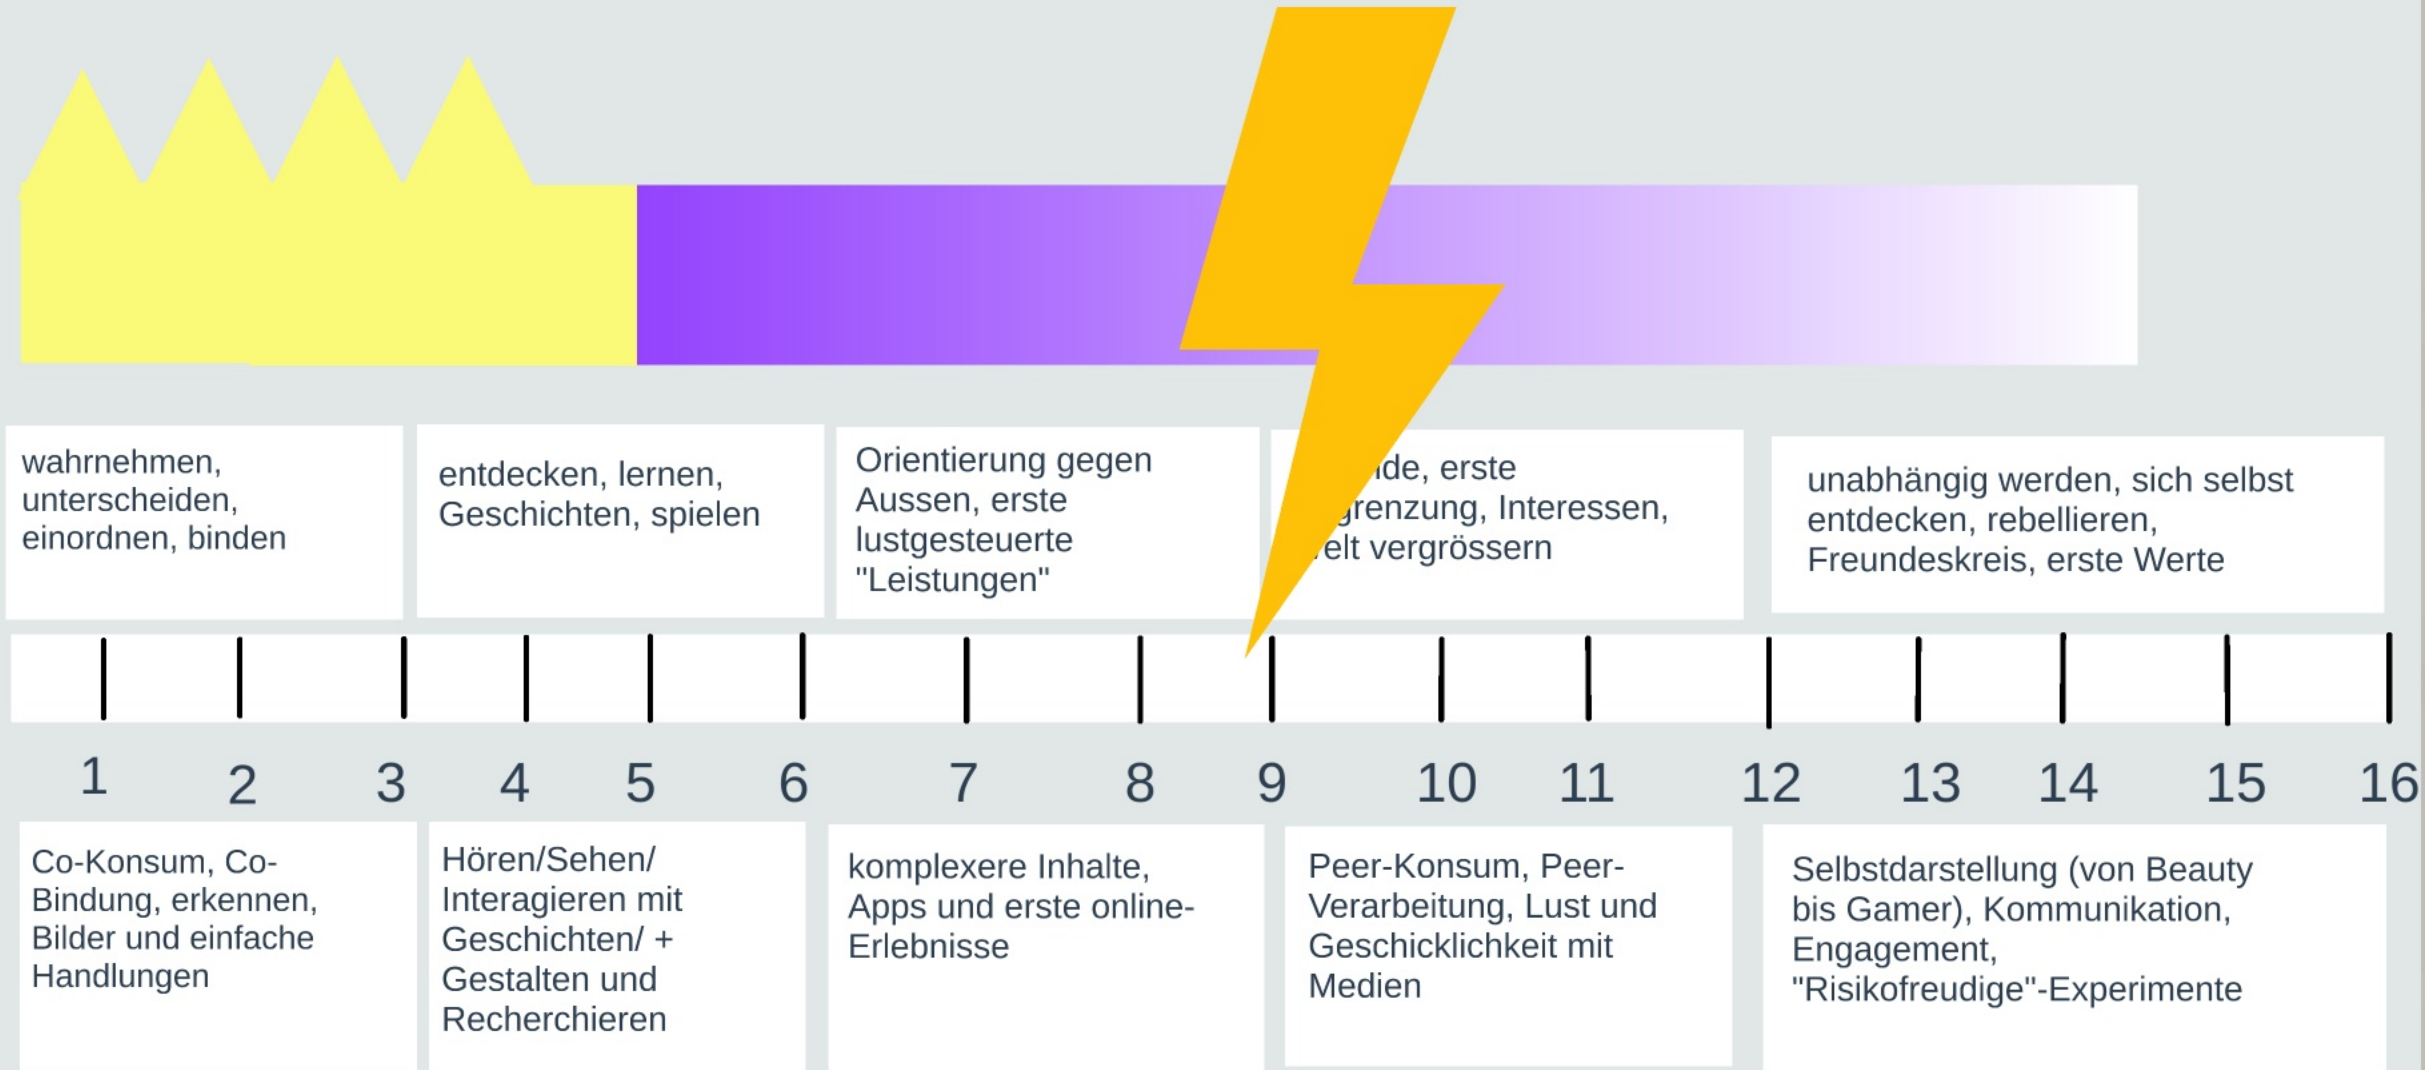 wahrnehmen,
unterscheiden,
einordnen, binden
entdecken, lernen,
Geschichten, spielen
Orientierung gegen
Aussen, erste
lustgesteuerte
"Leistungen"
erste
Interessen,
vergrössern
unabhängig werden, sich selbst
entdecken, rebellieren,
Freundeskreis, erste Werte
1 2 3 4 5 6 7 8 9 10 11 12 13 14 15 16
Co-Konsum, Co-
Bindung, erkennen,
Bilder und einfache
Handlungen
Hören/Sehen/
Interagieren mit
Geschichten/ +
Gestalten und
Recherchieren
komplexere Inhalte,
Apps und erste online-
Erlebnisse
Peer-Konsum, Peer-
Verarbeitung, Lust und
Geschicklichkeit mit
Medien
Selbstdarstellung (von Beauty
bis Gamer), Kommunikation,
Engagement,
"Risikofreudige"-Experimente